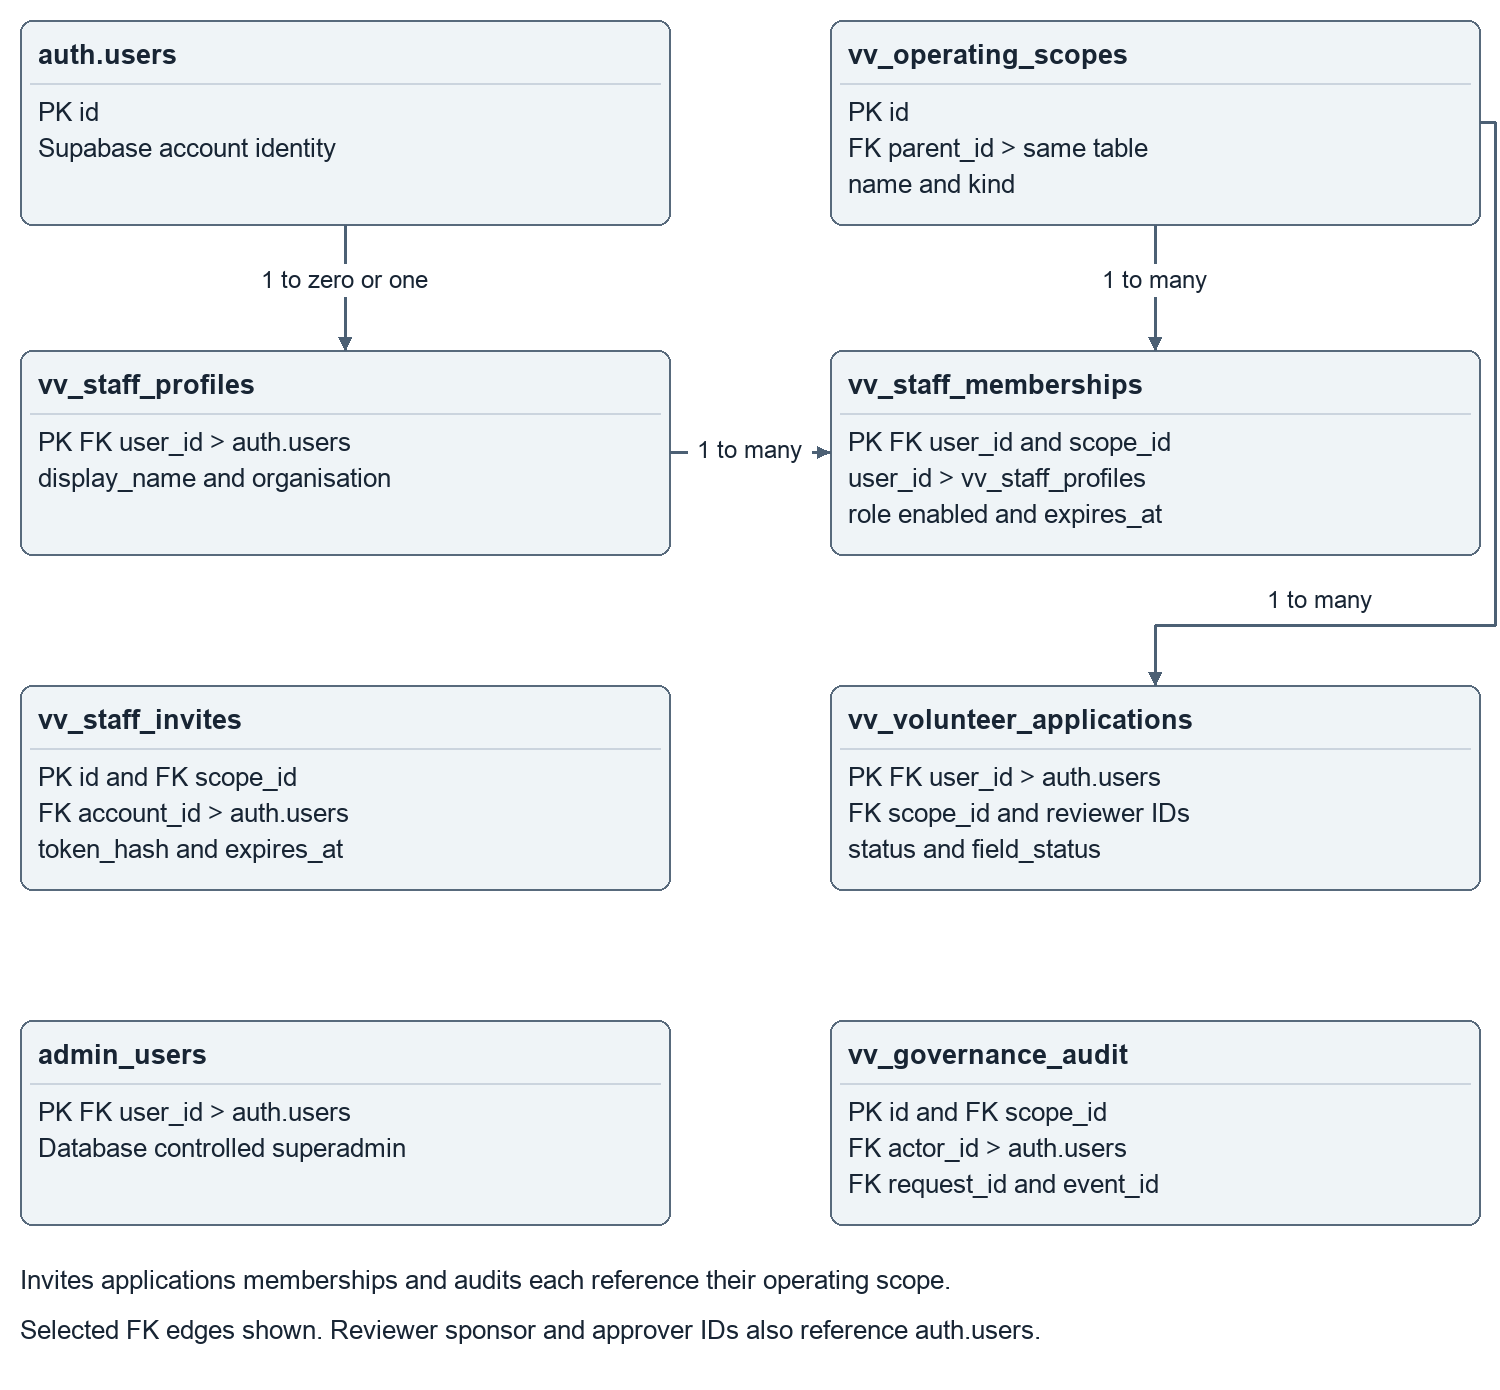 auth.users
PK id
Supabase account identity
vv_operating_scopes
PK id
FK parent_id > same table
name and kind
1 to zero or one
1 to many
vv_staff_profiles
PK FK user_id > auth.users
display_name and organisation
1 to many
vv_staff_memberships
PK FK user_id and scope_id
user_id > vv_staff_profiles
role enabled and expires_at
1 to many
vv_staff_invites
PK id and FK scope_id
FK account_id > auth.users
token_hash and expires_at
vv_volunteer_applications
PK FK user_id > auth.users
FK scope_id and reviewer IDs
status and field_status
admin_users
PK FK user_id > auth.users
Database controlled superadmin
vv_governance_audit
PK id and FK scope_id
FK actor_id > auth.users
FK request_id and event_id
Invites applications memberships and audits each reference their operating scope.
Selected FK edges shown. Reviewer sponsor and approver IDs also reference auth.users.